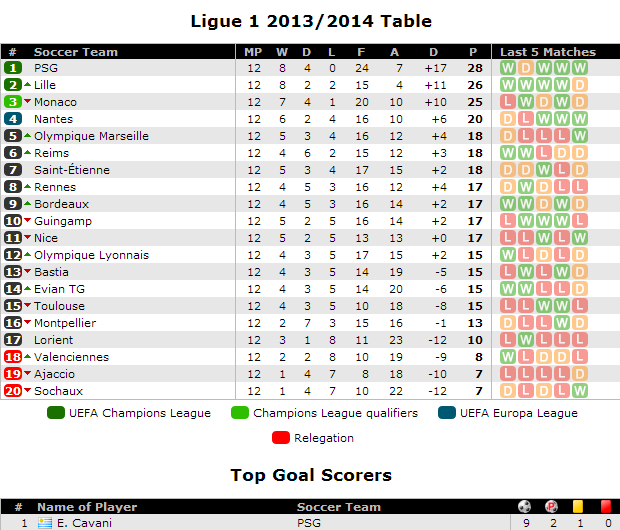 Ligue 1 2013/2014 Table
# Soccer Team MP W D L F A D P Last 5 Matches
1 PSG 12 8 4 0 24 7 +17 28 W D W W W
2 Lille 12 8 2 2 15 4 +11 26 W W W W D
3 Monaco 12 7 4 1 20 10 +10 25 L W D W D
4 Nantes 12 6 2 4 16 10 +6 20 D L W W W
5 Olympique Marseille 12 5 3 4 16 12 +4 18 D L L L W
6 Reims 12 4 6 2 15 12 +3 18 W W L D D
7 Saint-Étienne 12 5 3 4 17 15 +2 18 D D W L D
8 Rennes 12 4 5 3 16 12 +4 17 D W D L L
9 Bordeaux 12 4 5 3 16 14 +2 17 W W D W D
10 Guingamp 12 5 2 5 16 14 +2 17 L W W W L
11 Nice 12 5 2 5 13 13 +0 17 L L W L W
12 Olympique Lyonnais 12 4 3 5 17 15 +2 15 W L D L D
13 Bastia 12 4 3 5 14 19 -5 15 L W L D L
14 Evian TG 12 4 3 5 14 20 -6 15 W W L L D
15 Toulouse 12 4 3 5 10 18 -8 15 L L W W L
16 Montpellier 12 2 7 3 15 16 -1 13 D L L W D
17 Lorient 12 3 1 8 11 23 -12 10 L W L L L
18 Valenciennes 12 2 2 8 10 19 -9 8 W L D D L
19 Ajaccio 12 1 4 7 8 18 -10 7 L L L L D
20 Sochaux 12 1 4 7 10 22 -12 7 D L D L W
UEFA Champions League Champions League qualifiers UEFA Europa League
Relegation
Top Goal Scorers
# Name of Player Soccer Team
1 E. Cavani PSG 9 2 1 0